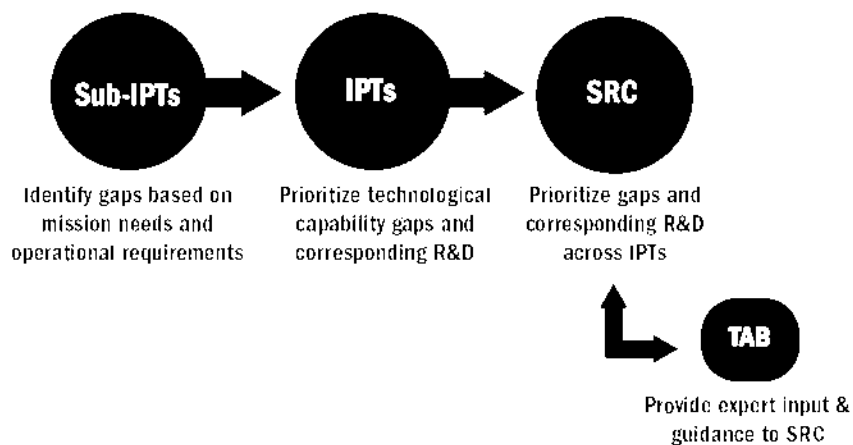 Sub-IPTs
IPTs
SRC
Identify gaps based on
mission needs and
operational requirements
Prioritize technological
capability gaps and
corresponding R&D
Prioritize gaps and
corresponding R&D
across IPTs
TAB
Provide expert input &
guidance to SRC